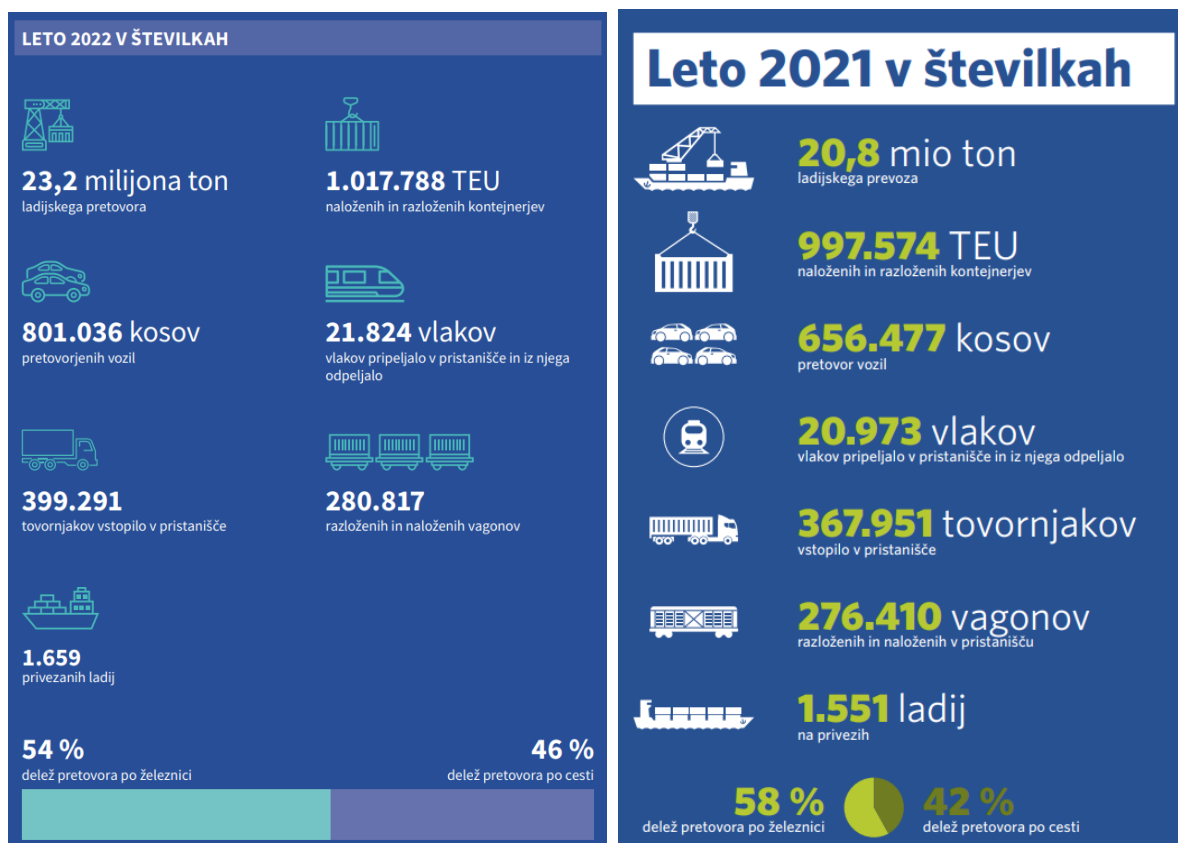 LETO 2022 V ŠTEVILKAH
23,2 milijona ton
ladijskega pretovora
1.017.788 TEU
naloženih in razloženih kontejnerjev
801.036 kosov
pretovorjenih vozil
21.824 vlakov
vlakov pripeljalo v pristanišče in iz njega
odpeljalo
399.291
tovornjakov vstopilo v pristanišče
280.817
razloženih in naloženih vagonov
1.659
privezanih ladij
54 %
delež pretovora po železnici
46 %
delež pretovora po cesti
Leto 2021 v številkah
20,8 mio ton
ladijskega prevoza
997.574 TEU
naloženih in razloženih kontejnerjev
656.477 kosov
pretovor vozil
20.973 vlakov
vlakov pripeljalo v pristanišče in iz njega odpeljalo
367.951 tovornjakov
vstopilo v pristanišče
276.410 vagonov
razloženih in naloženih v pristanišču
1.551 ladij
na privezih
58 %
delež pretovora po železnici
42 %
delež pretovora po cesti